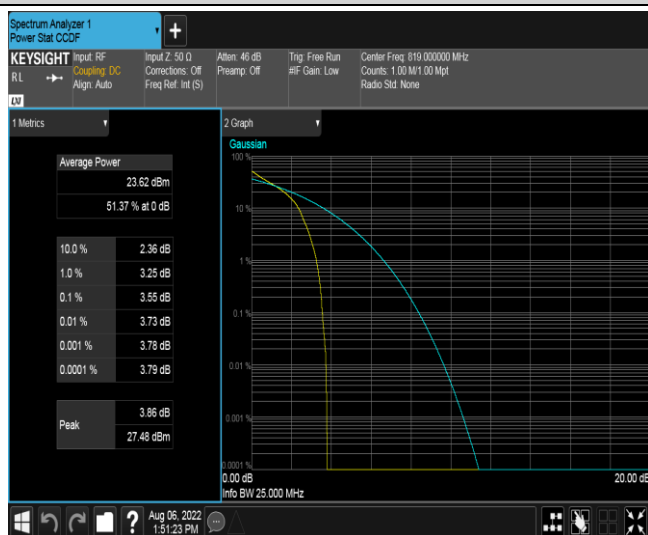 Spectrum Analyzer 1
Power Stat CCDF
+
KEYSIGHT
RL
LXI
Input: RF
Coupling: DC
Align: Auto
Input Z: 50 Ω
Corrections: Off
Freq Ref: Int (S)
Atten: 46 dB
Preamp: Off
Trig: Free Run
#IF Gain: Low
Center Freq: 819.000000 MHz
Counts: 1.00 M/1.00 Mpt
Radio Std: None
1 Metrics
Average Power
23.62 dBm
51.37 % at 0 dB
10.0 % 2.36 dB
1.0 % 3.25 dB
0.1 % 3.55 dB
0.01 % 3.73 dB
0.001 % 3.78 dB
0.0001 % 3.79 dB
Peak
3.86 dB
27.48 dBm
2 Graph
Gaussian
100 %
10 %
1 %
0.1 %
0.01 %
0.001 %
0.0001 %
0.00 dB
20.00 dB
Info BW 25.000 MHz
?
Aug 06, 2022
1:51:23 PM